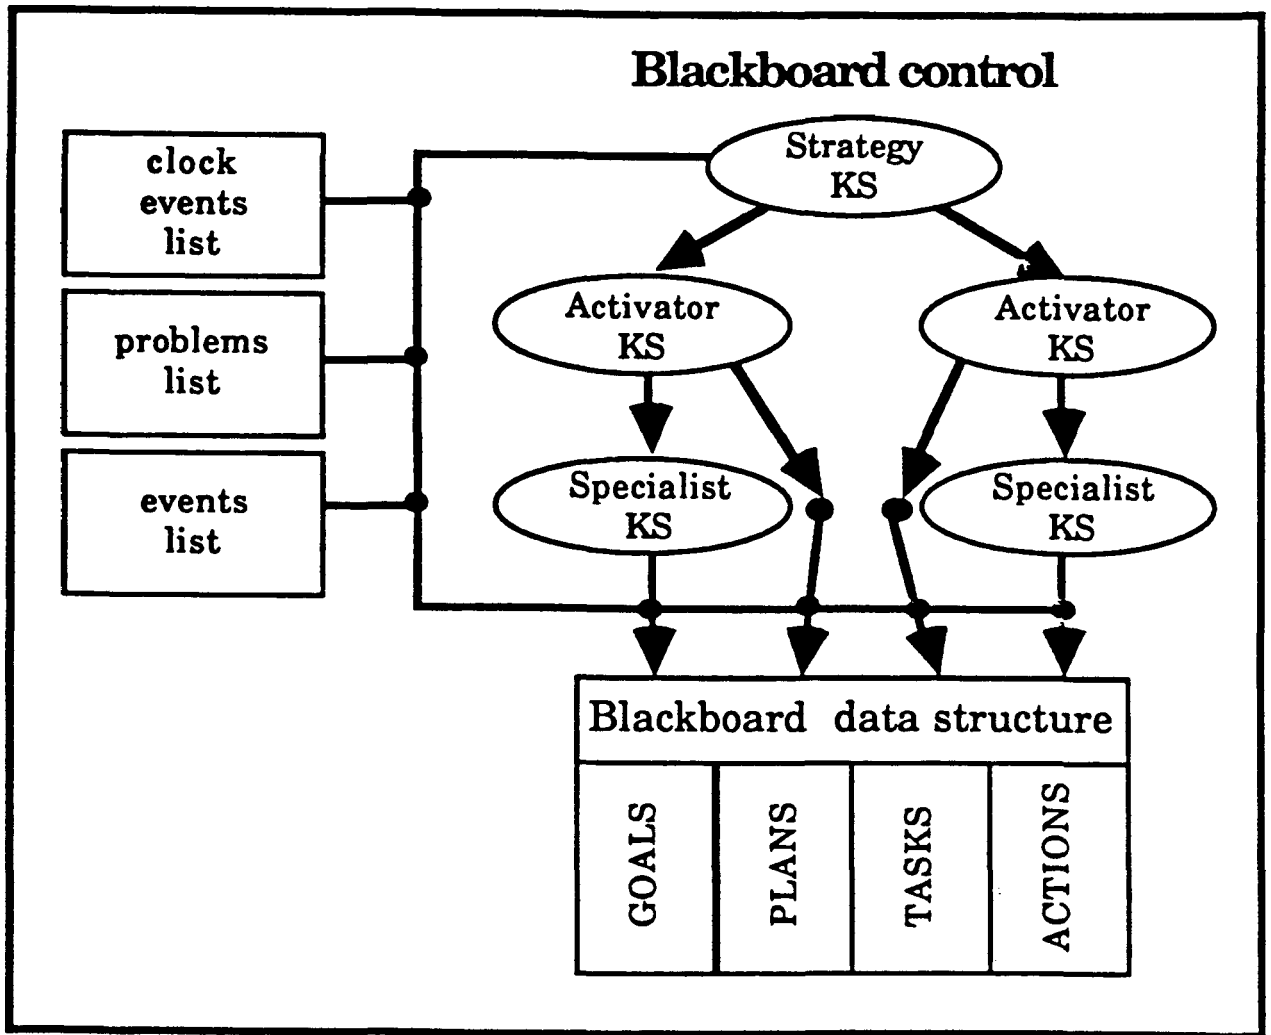 Blackboard control
clock
events
list
problems
list
events
list
Strategy
KS
Activator
KS
Activator
KS
Specialist
KS
Specialist
KS
Blackboard data structure
GOALS
PLANS
TASKS
ACTIONS